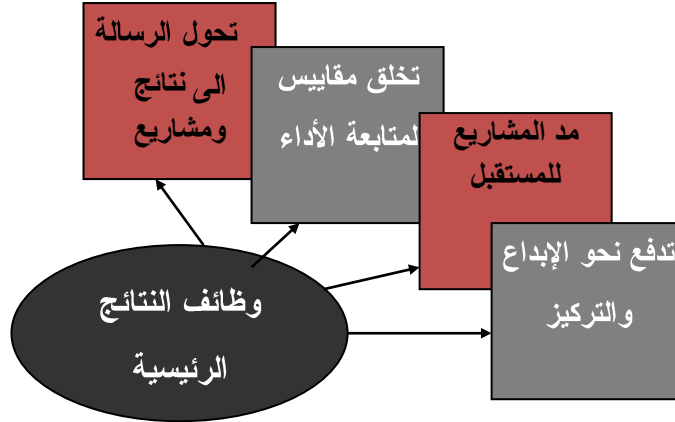 تحول الرسالة
الى نتائج
ومشاريع
تخلق مقاييس
لمتابعة الأداء
مد المشاريع
للمستقبل
تدفع نحو الإبداع
والتركيز
وظائف النتائج
الرئيسية